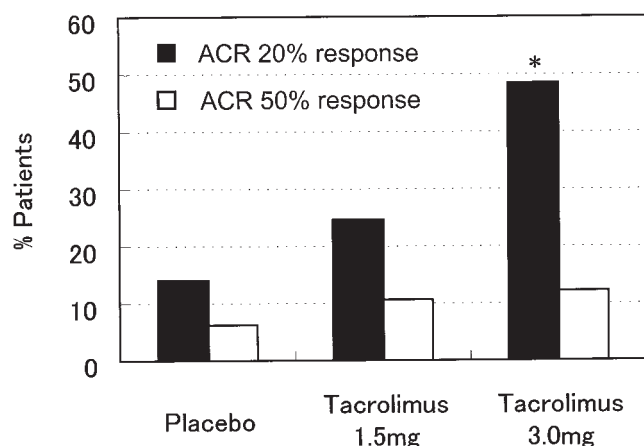 60
50
40
30
20
10
0
% Patients
ACR 20% response
ACR 50% response
*
Placebo
Tacrolimus
1.5mg
Tacrolimus
3.0mg